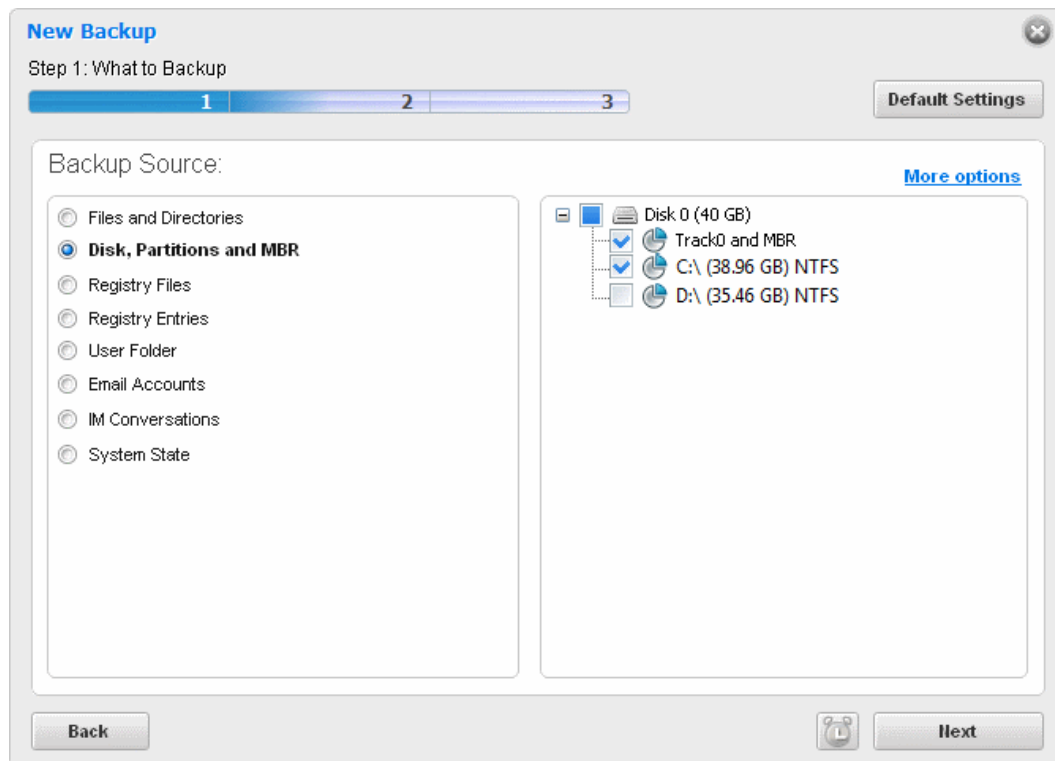 New Backup
Step 1: What to Backup
1 2 3
Default Settings
Backup Source:
More options
Files and Directories
Disk, Partitions and MBR
Registry Files
Registry Entries
User Folder
Email Accounts
IM Conversations
System State
Disk 0 (40 GB)
Track0 and MBR
C:\ (38.96 GB) NTFS
D:\ (35.46 GB) NTFS
Back
Next